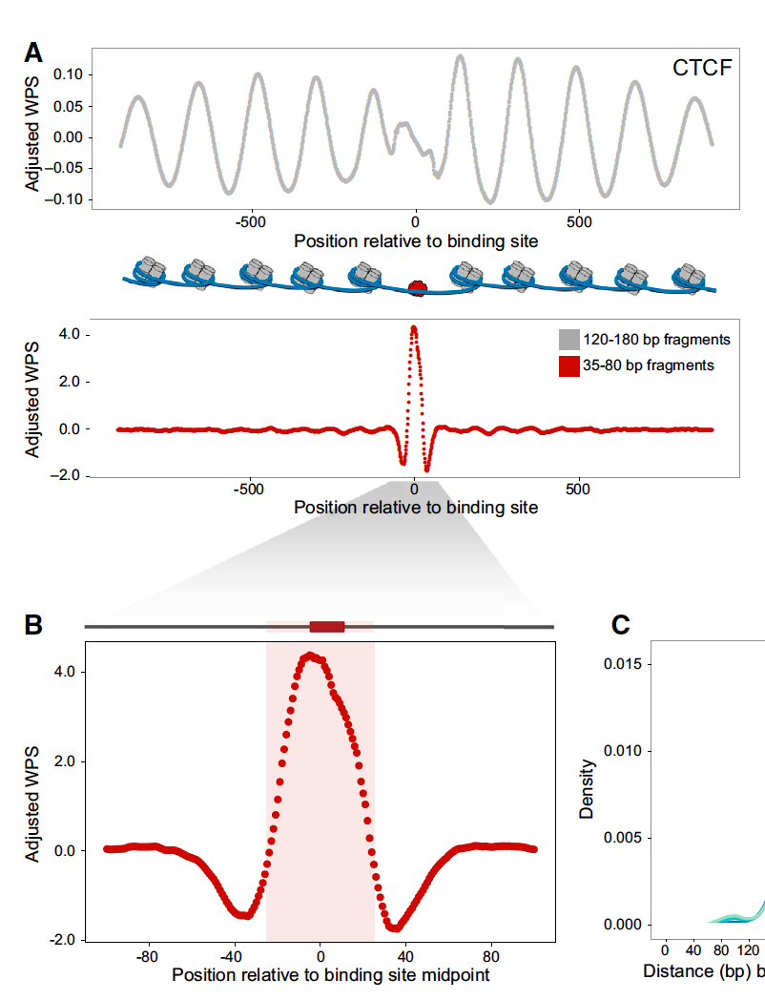 A
CTCF
Adjusted WPS
0.10
0.05
0.00
−0.05
−0.10
-500
0
500
Position relative to binding site
Adjusted WPS
4.0
2.0
0.0
−2.0
120-180 bp fragments
35-80 bp fragments
-500
0
500
Position relative to binding site
B
Adjusted WPS
4.0
2.0
0.0
-2.0
-80
-40
0
40
80
Position relative to binding site midpoint
C
Density
0.015
0.010
0.005
0.000
0
40
80
120
Distance (bp) b